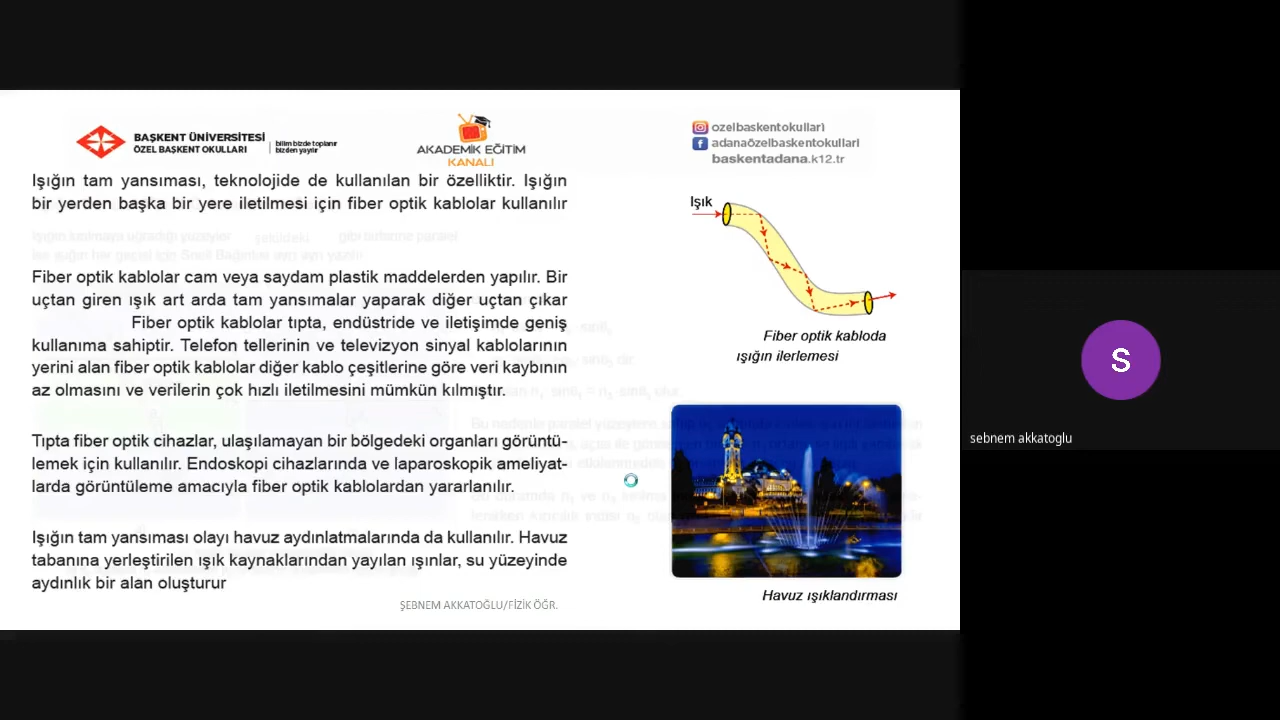 BAŞKENT ÜNİVERSİTESİ
ÖZEL BAŞKENT OKULLARI
bilim bizde toplanır
bizden yayılır
AKADEMİK EĞİTİM
KANALI
ozelbaskentokullari
adanaözelbaskentokullari
baskentadana.k12.tr
Işığın tam yansıması, teknolojide de kullanılan bir özelliktir. Işığın
bir yerden başka bir yere iletilmesi için fiber optik kablolar kullanılır
Fiber optik kablolar cam veya saydam plastik maddelerden yapılır. Bir
uçtan giren ışık art arda tam yansımalar yaparak diğer uçtan çıkar
Fiber optik kablolar tıpta, endüstride ve iletişimde geniş
kullanıma sahiptir. Telefon tellerinin ve televizyon sinyal kablolarının
yerini alan fiber optik kablolar diğer kablo çeşitlerine göre veri kaybının
az olmasını ve verilerin çok hızlı iletilmesini mümkün kılmıştır.
Tıpta fiber optik cihazlar, ulaşılamayan bir bölgedeki organları görüntü-
lemek için kullanılır. Endoskopi cihazlarında ve laparoskopik ameliyat-
larda görüntüleme amacıyla fiber optik kablolardan yararlanılır.
Işığın tam yansıması olayı havuz aydınlatmalarında da kullanılır. Havuz
tabanına yerleştirilen ışık kaynaklarından yayılan ışınlar, su yüzeyinde
aydınlık bir alan oluşturur
ŞEBNEM AKKATOĞLU/FİZİK ÖĞR.
Işık
Fiber optik kabloda
ışığın ilerlemesi
Havuz ışıklandırması
S
sebnem akkatoglu